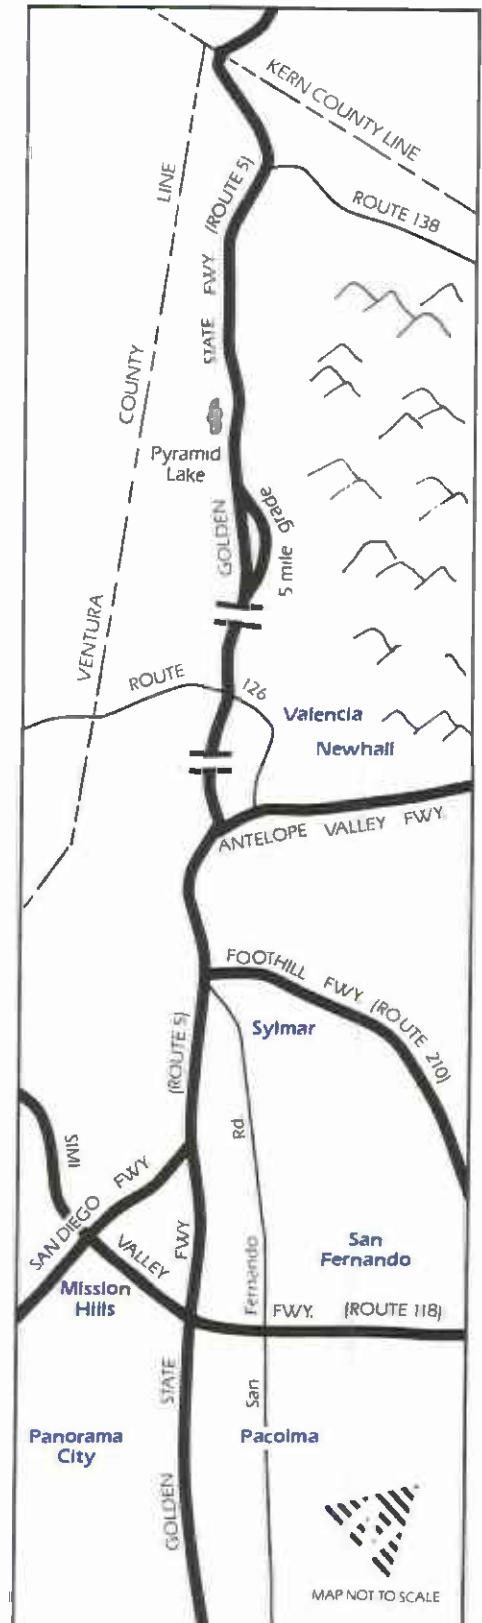 KERN COUNTY LINE
ROUTE 138
VENTURA COUNTY LINE
GOLDEN STATE FWY (ROUTE 5)
Pyramid
Lake
5 mile grade
ROUTE 126
Valencia
Newhall
ANTELOPE VALLEY FWY.
FOOTHILL FWY. (ROUTE 210)
Sylmar
GOLDEN STATE FWY (ROUTE 5)
San Fernando Rd.
SIMI VALLEY FWY. (ROUTE 118)
SAN DIEGO FWY
San
Fernando
Mission
Hills
Panorama
City
Pacoima
MAP NOT TO SCALE